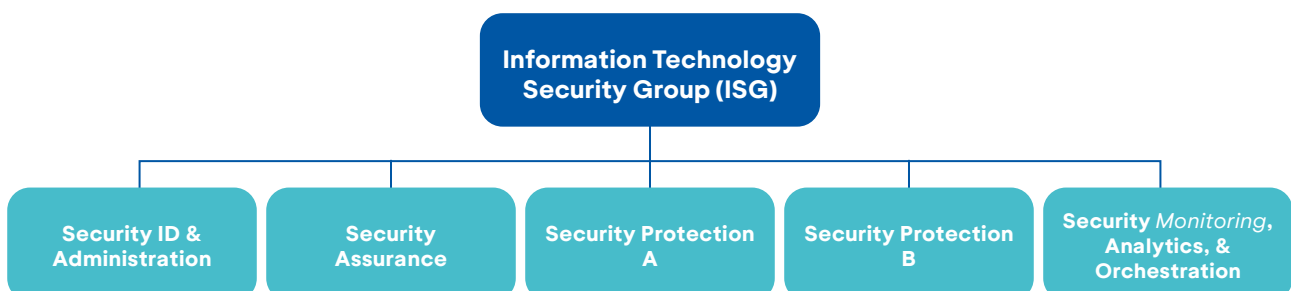 Information Technology
Security Group (ISG)
Security ID &
Administration
Security
Assurance
Security Protection
A
Security Protection
B
Security Monitoring,
Analytics, &
Orchestration